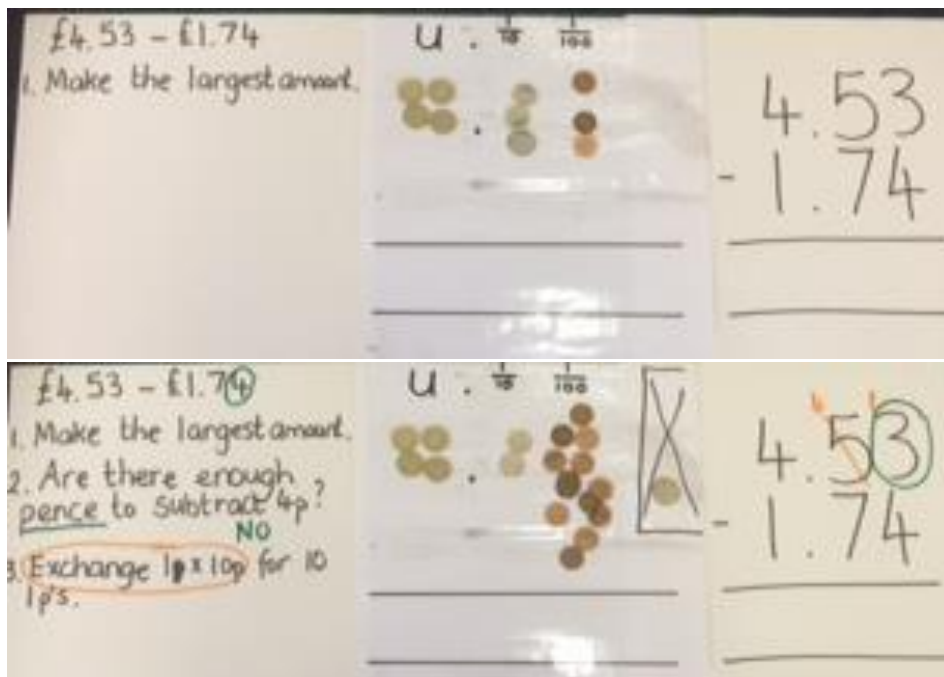 £4.53 - £1.74
1. Make the largest amount.
U . 1/10 1/100
4.53
- 1.74
£4.53 - £1.74
1. Make the largest amount.
2. Are there enough
pence to subtract 4p?
NO
3. Exchange 1p x 10p for 10
1p's.
U . 1/10 1/100
4 1
4.53
- 1.74